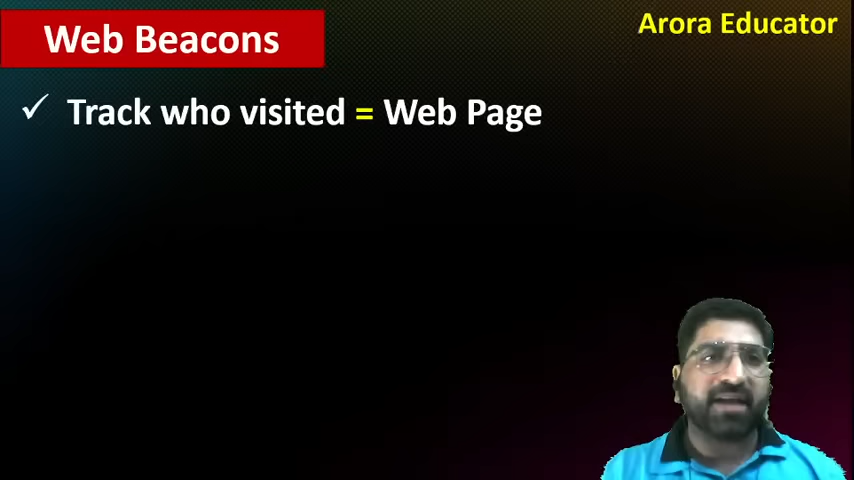 Web Beacons
Arora Educator
✓ Track who visited = Web Page